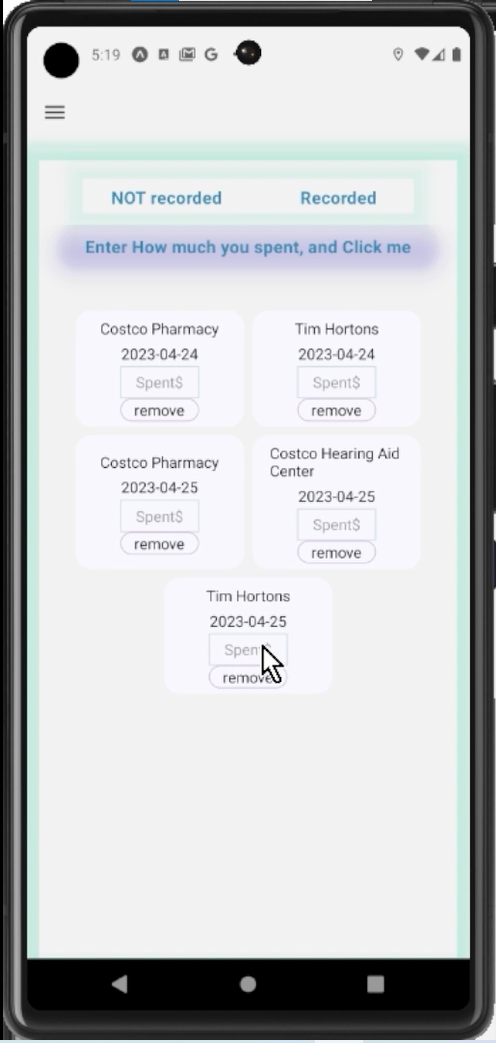 5:19
NOT recorded Recorded
Enter How much you spent, and Click me
Costco Pharmacy
2023-04-24
Spent$
remove
Tim Hortons
2023-04-24
Spent$
remove
Costco Pharmacy
2023-04-25
Spent$
remove
Costco Hearing Aid
Center
2023-04-25
Spent$
remove
Tim Hortons
2023-04-25
Spent$
remove